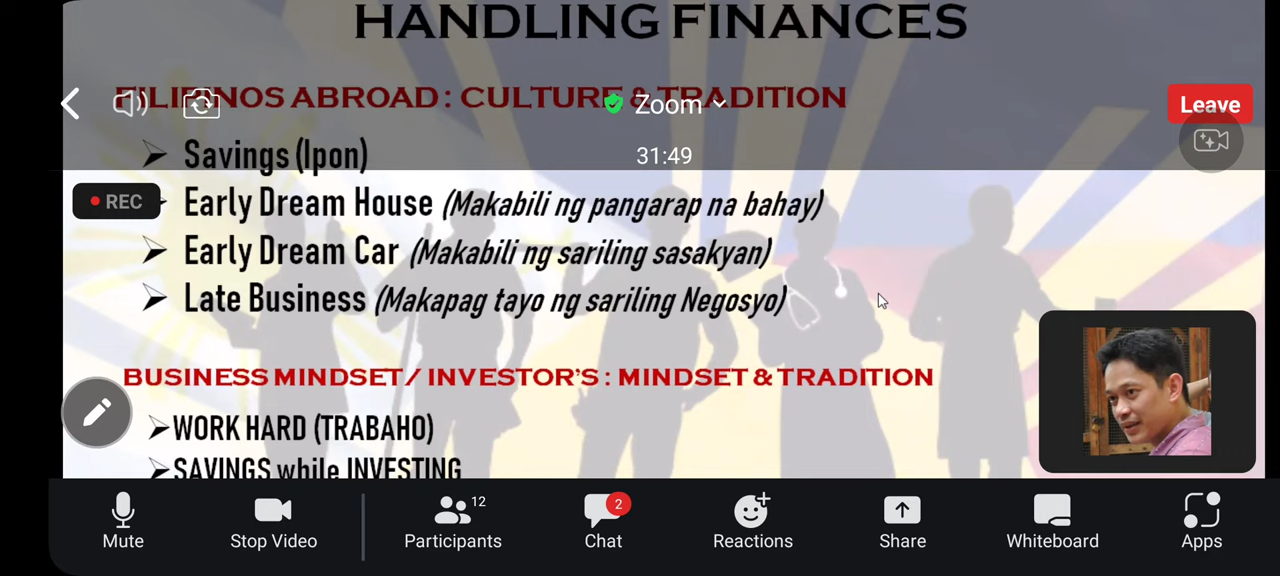 HANDLING FINANCES
FILIPINOS ABROAD: CULTURE & TRADITION
Zoom
Leave
Savings (Ipon)
31:49
REC
Early Dream House (Makabili ng pangarap na bahay)
Early Dream Car (Makabili ng sariling sasakyan)
Late Business (Makapag tayo ng sariling Negosyo)
BUSINESS MINDSET/ INVESTOR'S : MINDSET & TRADITION
WORK HARD (TRABAHO)
SAVINGS while INVESTING
12
2
Mute
Stop Video
Participants
Chat
Reactions
Share
Whiteboard
Apps